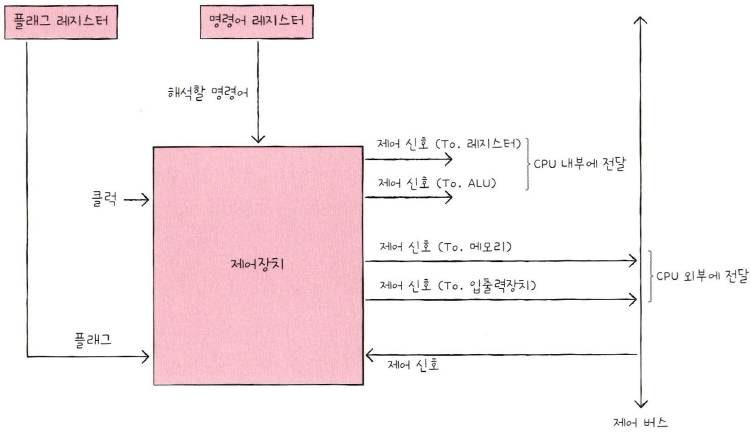 플래그 레지스터
명령어 레지스터
해석할 명령어
제어 신호 (To. 레지스터)
CPU 내부에 전달
제어 신호 (To. ALU)
클럭
제어장치
제어 신호 (To. 메모리)
CPU 외부에 전달
제어 신호 (To. 입출력장치)
플래그
제어 신호
제어 버스